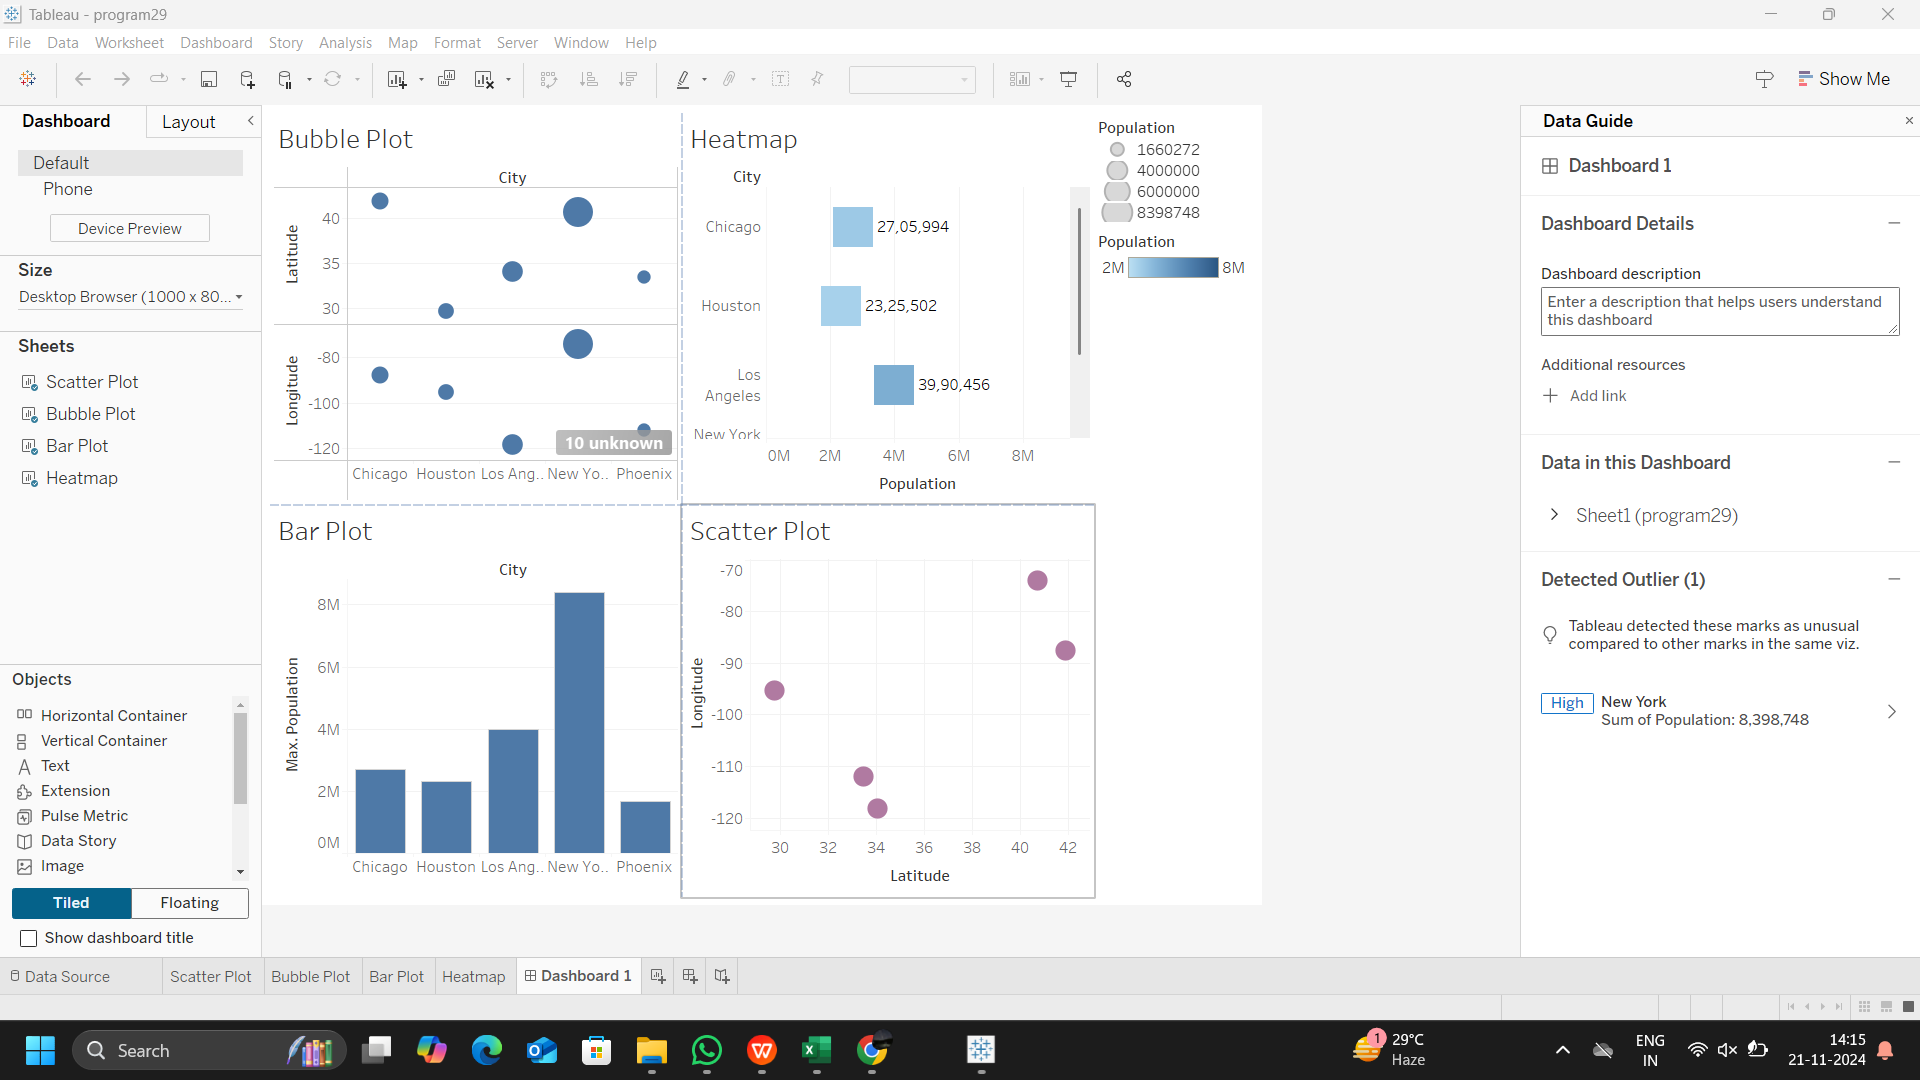 Tableau - program29
File Data Worksheet Dashboard Story Analysis Map Format Server Window Help
Show Me
Dashboard Layout
Default
Phone
Device Preview
Size
Desktop Browser (1000 x 80...
Sheets
Scatter Plot
Bubble Plot
Bar Plot
Heatmap
Objects
Horizontal Container
Vertical Container
Text
Extension
Pulse Metric
Data Story
Image
Tiled Floating
Show dashboard title
Bubble Plot
City
Latitude
40
35
30
Longitude
-80
-100
-120
10 unknown
Chicago Houston Los Ang.. New Yo.. Phoenix
Heatmap
City
Chicago 27,05,994
Houston 23,25,502
Los
Angeles
39,90,456
New York
0M 2M 4M 6M 8M
Population
Population
1660272
4000000
6000000
8398748
Population
2M 8M
Bar Plot
City
Max. Population
8M
6M
4M
2M
0M
Chicago Houston Los Ang.. New Yo.. Phoenix
Scatter Plot
Longitude
-70
-80
-90
-100
-110
-120
30 32 34 36 38 40 42
Latitude
Data Guide
Dashboard 1
Dashboard Details
Dashboard description
Enter a description that helps users understand
this dashboard
Additional resources
Add link
Data in this Dashboard
Sheet1 (program29)
Detected Outlier (1)
Tableau detected these marks as unusual
compared to other marks in the same viz.
High New York
Sum of Population: 8,398,748
Data Source Scatter Plot Bubble Plot Bar Plot Heatmap Dashboard 1
Search
1
29°C
Haze
ENG
IN
14:15
21-11-2024